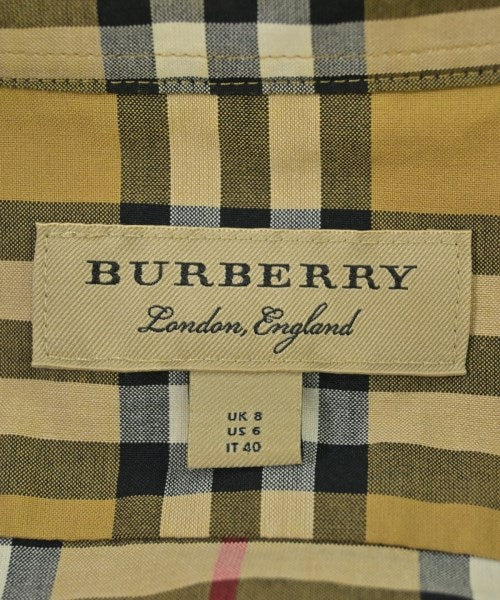 BURBERRY
London, England
UK 8
US 6
IT 40